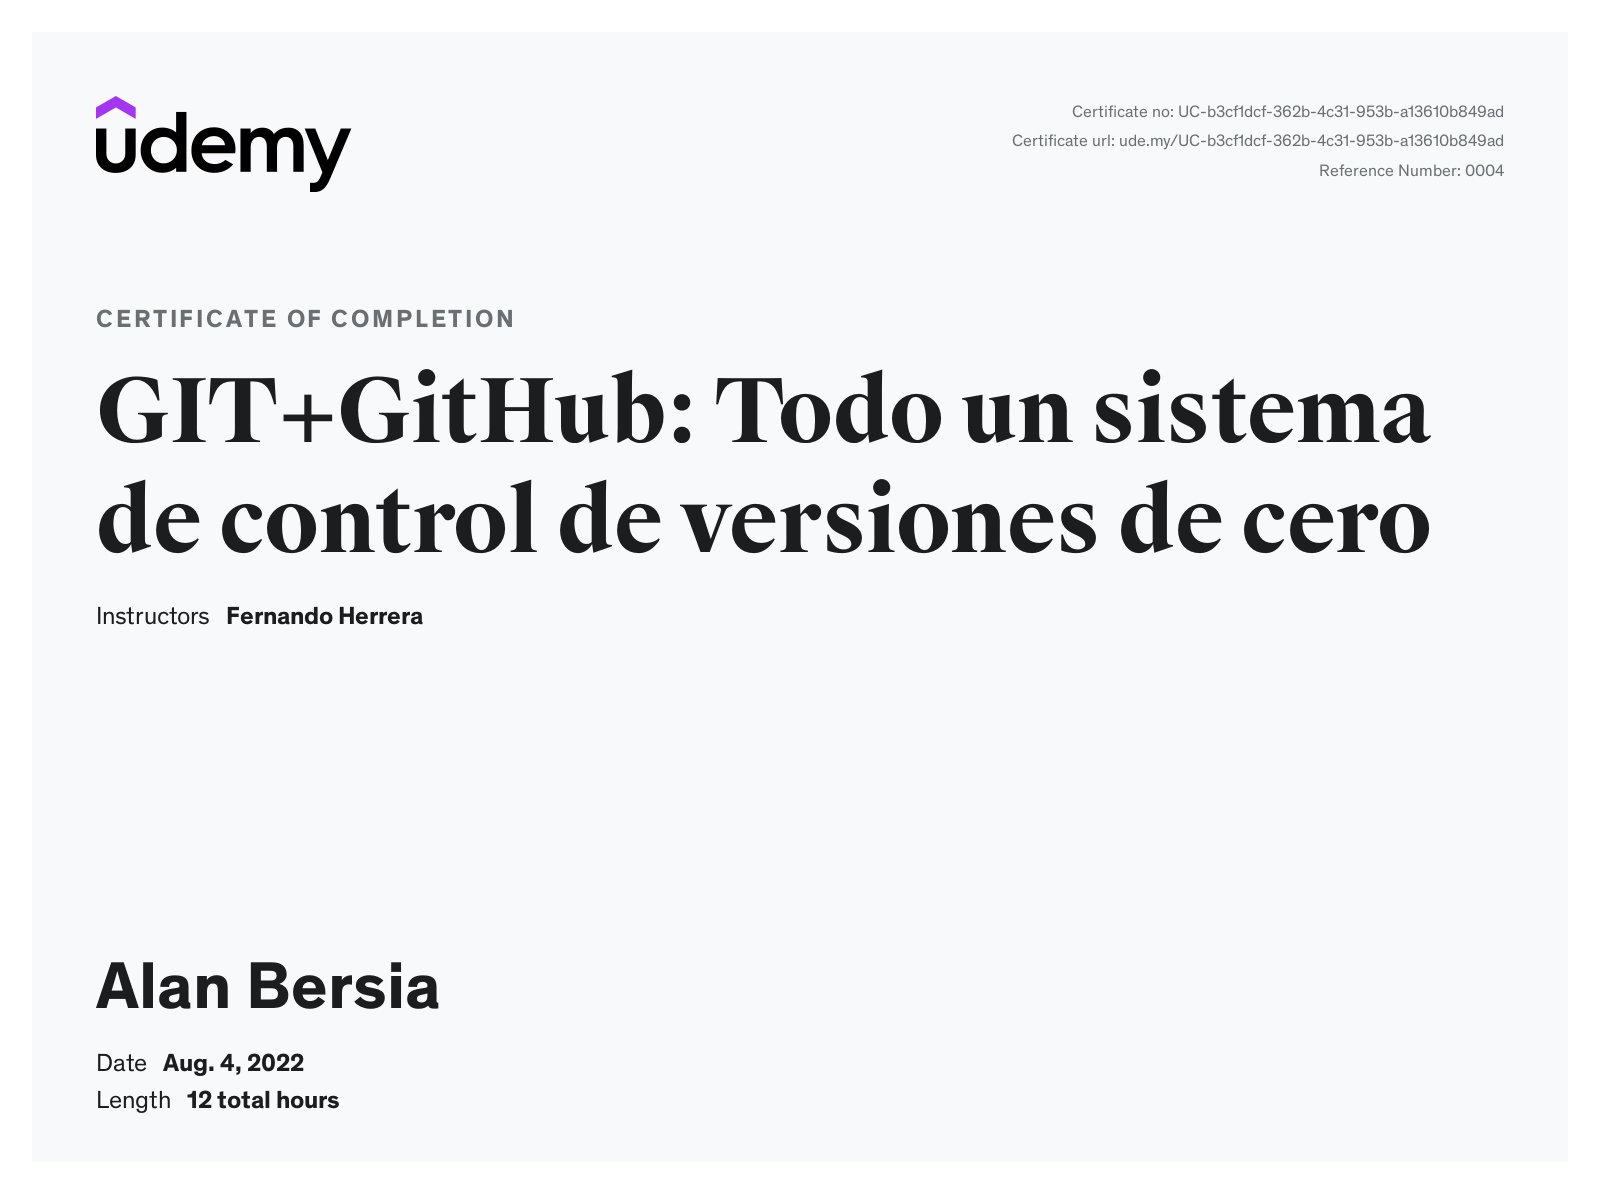 udemy
Certificate no: UC-b3cf1dcf-362b-4c31-953b-a13610b849ad
Certificate url: ude.my/UC-b3cf1dcf-362b-4c31-953b-a13610b849ad
Reference Number: 0004
CERTIFICATE OF COMPLETION
GIT+GitHub: Todo un sistema
de control de versiones de cero
Instructors Fernando Herrera
Alan Bersia
Date Aug. 4, 2022
Length 12 total hours